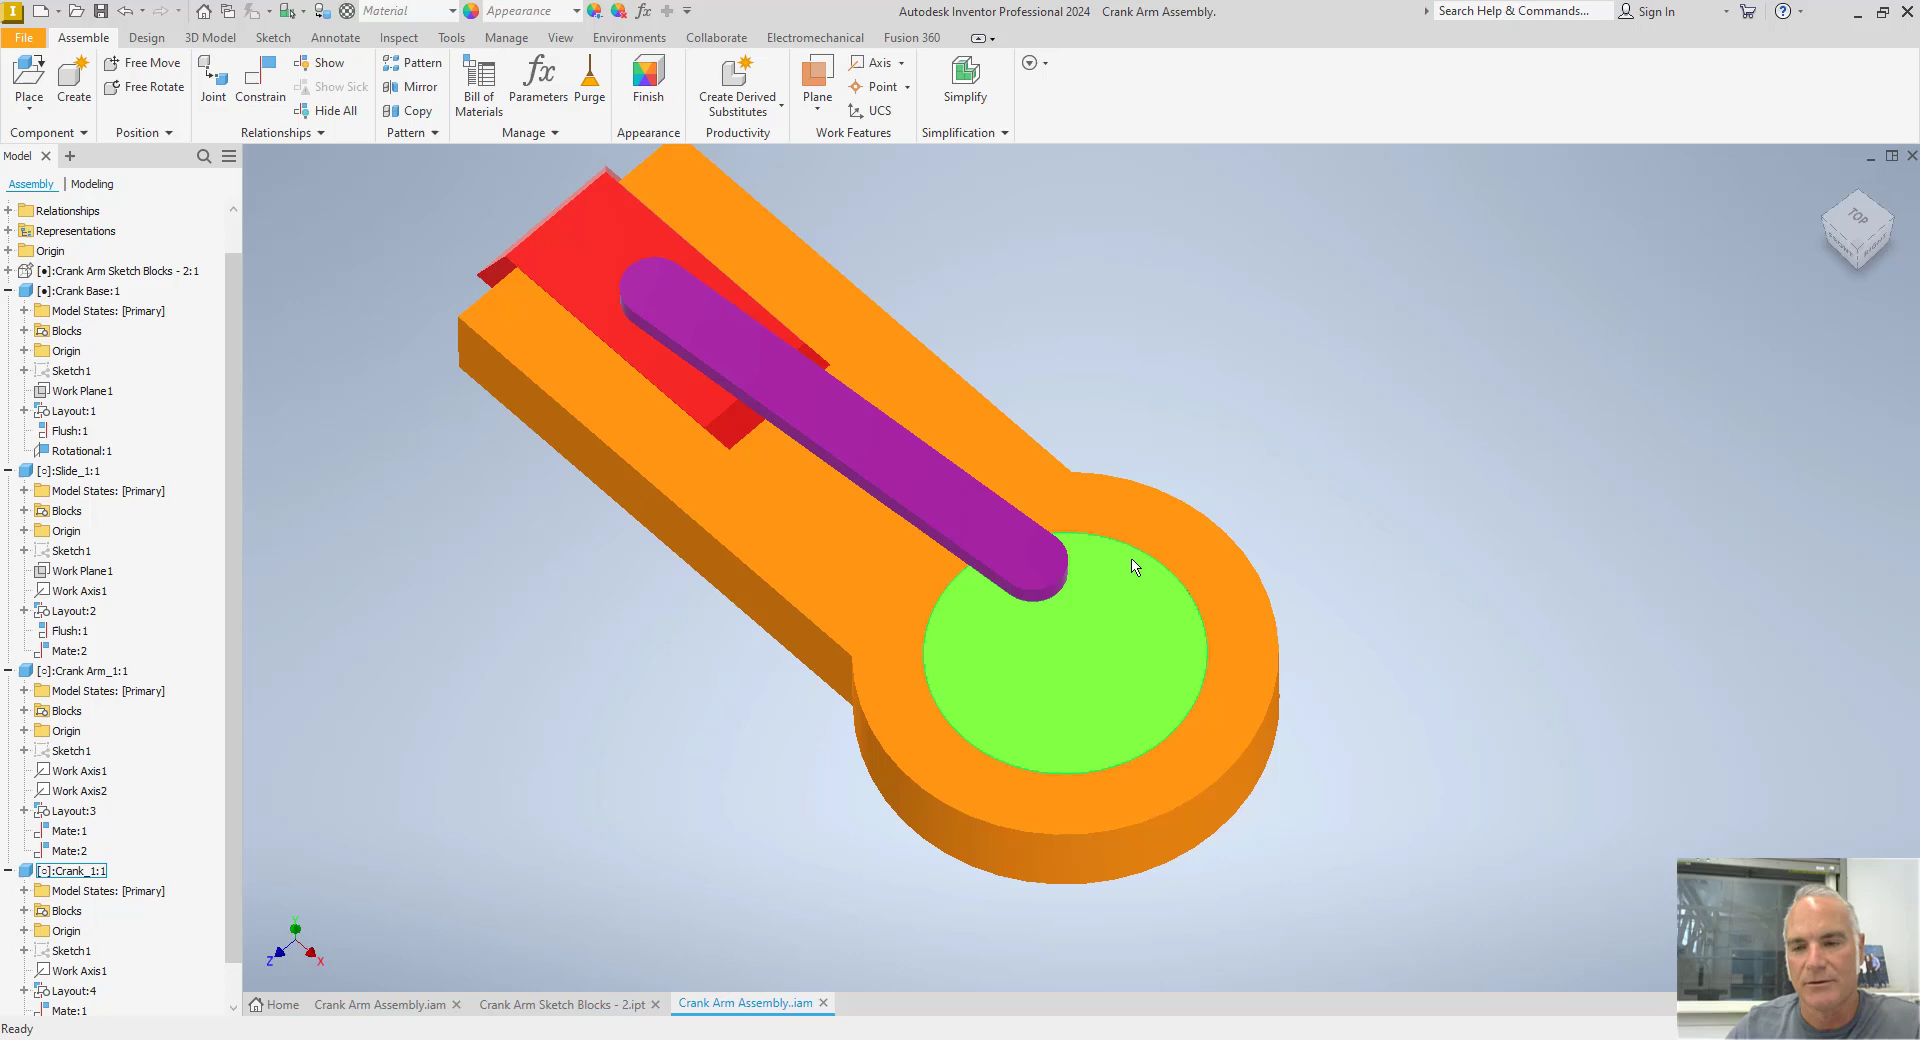 Material
Appearance
Autodesk Inventor Professional 2024 Crank Arm Assembly.
Search Help & Commands...
Sign In
File Assemble Design 3D Model Sketch Annotate Inspect Tools Manage View Environments Collaborate Electromechanical Fusion 360
Place
Create
Free Move
Free Rotate
Joint
Constrain
Show
Show Sick
Hide All
Pattern
Mirror
Copy
Bill of
Materials
Parameters
Purge
Finish
Create Derived
Substitutes
Plane
Axis
Point
UCS
Simplify
Component
Position
Relationships
Pattern
Manage
Appearance
Productivity
Work Features
Simplification
Model
Assembly | Modeling
Relationships
Representations
Origin
[●]:Crank Arm Sketch Blocks - 2:1
[●]:Crank Base:1
Model States: [Primary]
Blocks
Origin
Sketch1
Work Plane1
Layout:1
Flush:1
Rotational:1
[○]:Slide_1:1
Model States: [Primary]
Blocks
Origin
Sketch1
Work Plane1
Work Axis1
Layout:2
Flush:1
Mate:2
[○]:Crank Arm_1:1
Model States: [Primary]
Blocks
Origin
Sketch1
Work Axis1
Work Axis2
Layout:3
Mate:1
Mate:2
[○]:Crank_1:1
Model States: [Primary]
Blocks
Origin
Sketch1
Work Axis1
Layout:4
Mate:1
TOP
RIGHT
Y
Z
X
Home
Crank Arm Assembly.iam
Crank Arm Sketch Blocks - 2.ipt
Crank Arm Assembly..iam
Ready